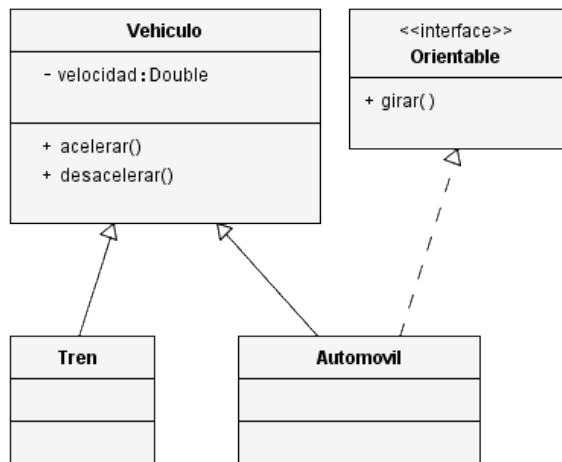 Vehiculo
- velocidad : Double
+ acelerar()
+ desacelerar()
<<interface>>
Orientable
+ girar( )
Tren
Automovil